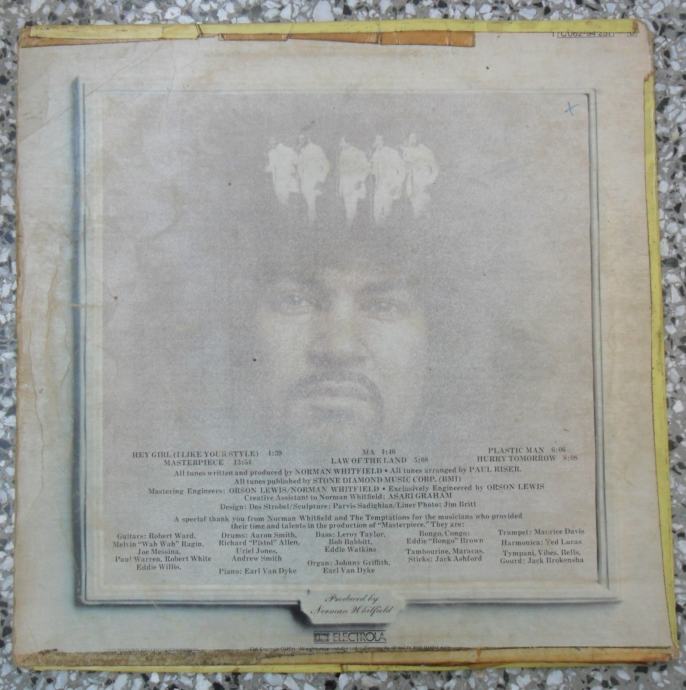 HEY GIRL (I LIKE YOUR STYLE) 4:39 MA 4:46 PLASTIC MAN 6:06
MASTERPIECE 13:54 LAW OF THE LAND 5:08 HURRY TOMORROW 8:08
All tunes written and produced by NORMAN WHITFIELD • All tunes arranged by PAUL RISER.
All tunes published by STONE DIAMOND MUSIC CORP. (BMI)
Mastering Engineers: ORSON LEWIS/NORMAN WHITFIELD • Exclusively Engineered by ORSON LEWIS
Creative Assistant to Norman Whitfield: ASARI GRAHAM
Design: Des Strobel/Sculpture: Parvis Sadighian/Liner Photo: Jim Britt
A special thank you from Norman Whitfield and The Temptations for the musicians who provided
their time and talents in the production of "Masterpiece." They are:
Guitars: Robert Ward,
Melvin "Wah Wah" Ragin,
Joe Messina,
Paul Warren, Robert White
Eddie Willis.
Drums: Aaron Smith,
Richard "Pistol" Allen,
Uriel Jones,
Andrew Smith
Piano: Earl Van Dyke
Bass: Leroy Taylor,
Bob Babbitt,
Eddie Watkins
Organ: Johnny Griffith,
Earl Van Dyke
Bongo, Congo:
Eddie "Bongo" Brown
Tambourine, Maracas,
Sticks: Jack Ashford
Trumpet: Maurice Davis
Harmonica: Ted Lucas
Tympani, Vibes, Bells,
Gourd: Jack Brokensha
Produced by
Norman Whitfield
ELECTROLA